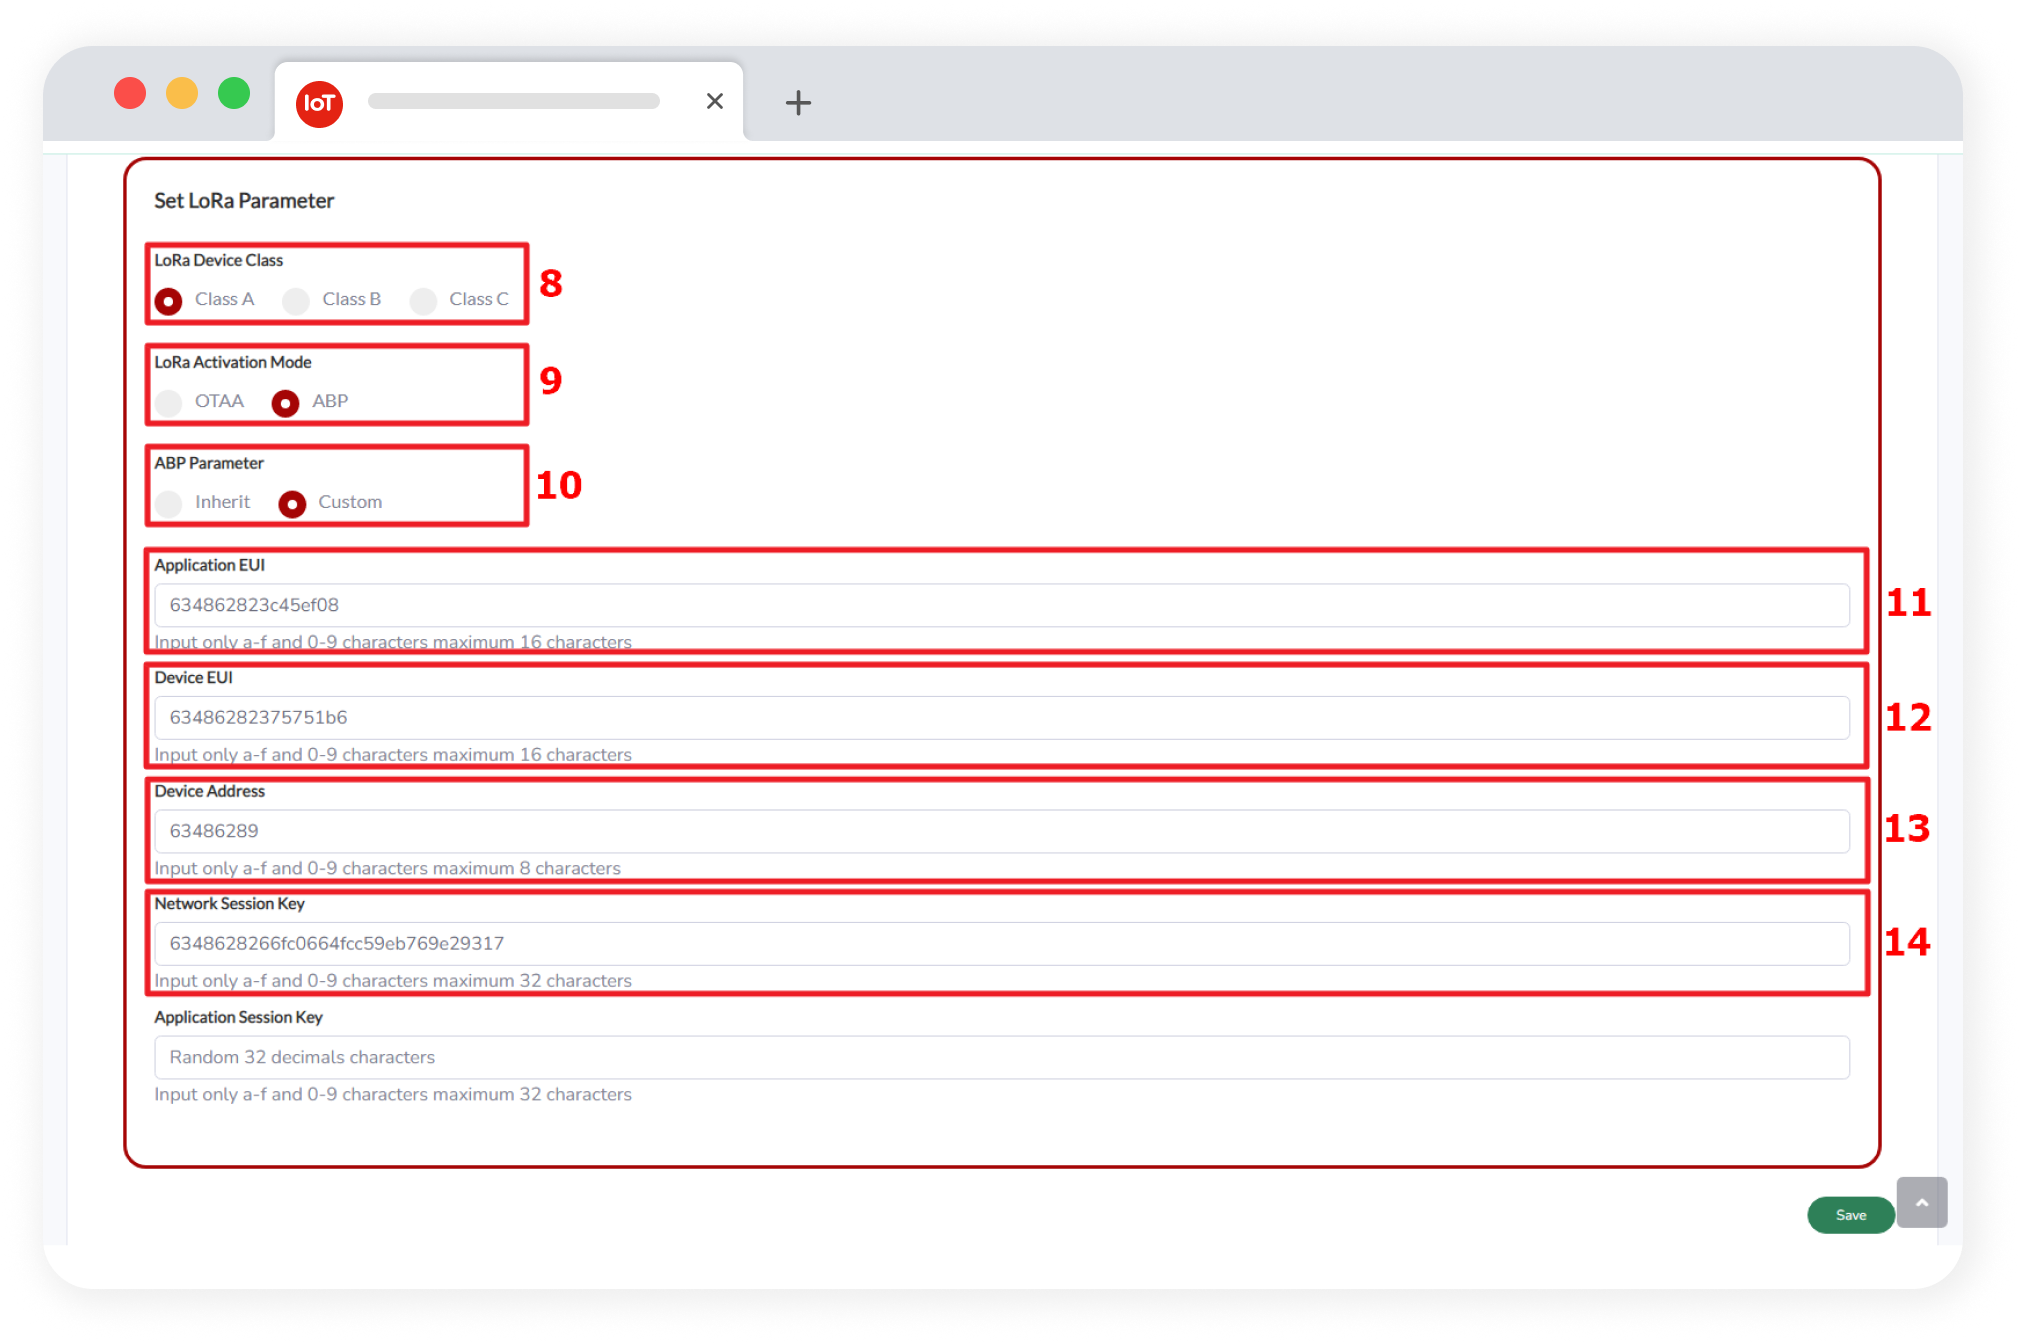 IoT
Set LoRa Parameter
LoRa Device Class
Class A Class B Class C
8
LoRa Activation Mode
OTAA ABP
9
ABP Parameter
Inherit Custom
10
Application EUI
634862823c45ef08
Input only a-f and 0-9 characters maximum 16 characters
11
Device EUI
63486282375751b6
Input only a-f and 0-9 characters maximum 16 characters
12
Device Address
63486289
Input only a-f and 0-9 characters maximum 8 characters
13
Network Session Key
6348628266fc0664fcc59eb769e29317
Input only a-f and 0-9 characters maximum 32 characters
14
Application Session Key
Random 32 decimals characters
Input only a-f and 0-9 characters maximum 32 characters
Save